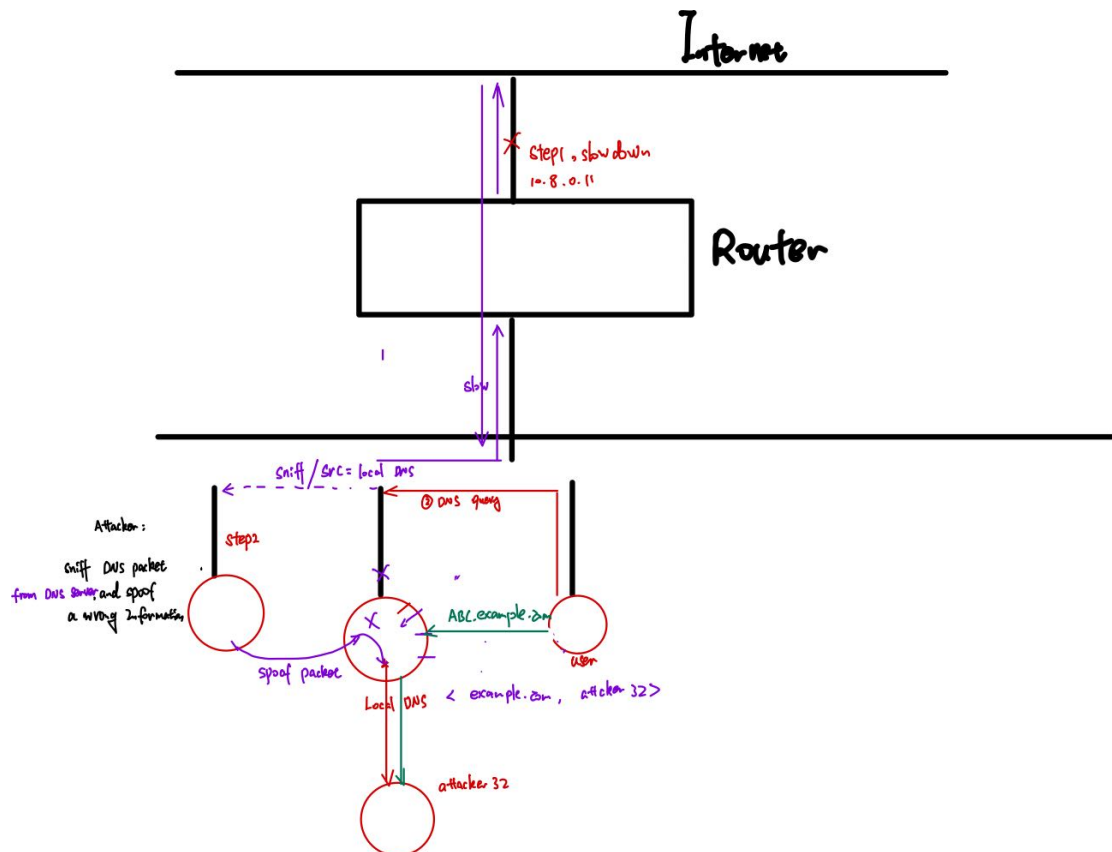 Internet
step1, slow down
10.8.0.11
Router
slow
sniff/src= local DNS
② DNS query
Attacker:
step2
sniff DNS packet
from DNS server, and spoof
a wrong Information
ABC.example.com
user
spoof packet
< example.com, attacker 32>
Local DNS
attacker 32